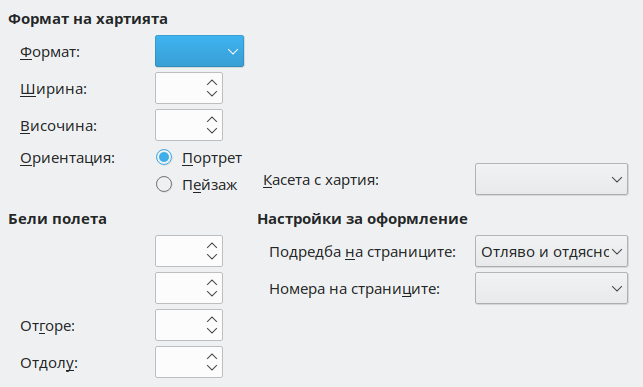 Формат на хартията
Формат:
Ширина:
Височина:
Ориентация:
Портрет
Пейзаж
Касета с хартия:
Бели полета
Настройки за оформление
Подредба на страниците:
Отляво и отдясно
Номера на страниците:
Отгоре:
Отдолу: